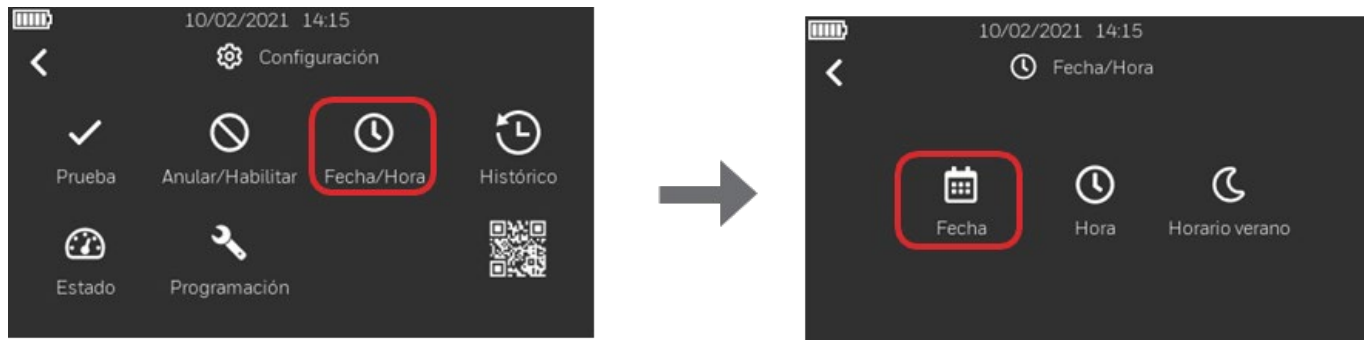 10/02/2021 14:15
Configuración
Prueba
Anular/Habilitar
Fecha/Hora
Histórico
Estado
Programación
10/02/2021 14:15
Fecha/Hora
Fecha
Hora
Horario verano